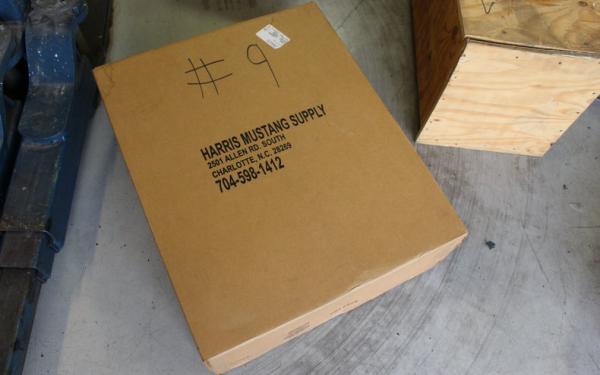 # 9
HARRIS MUSTANG SUPPLY
2501 ALLEN RD. SOUTH
CHARLOTTE, N.C. 28269
704-598-1412